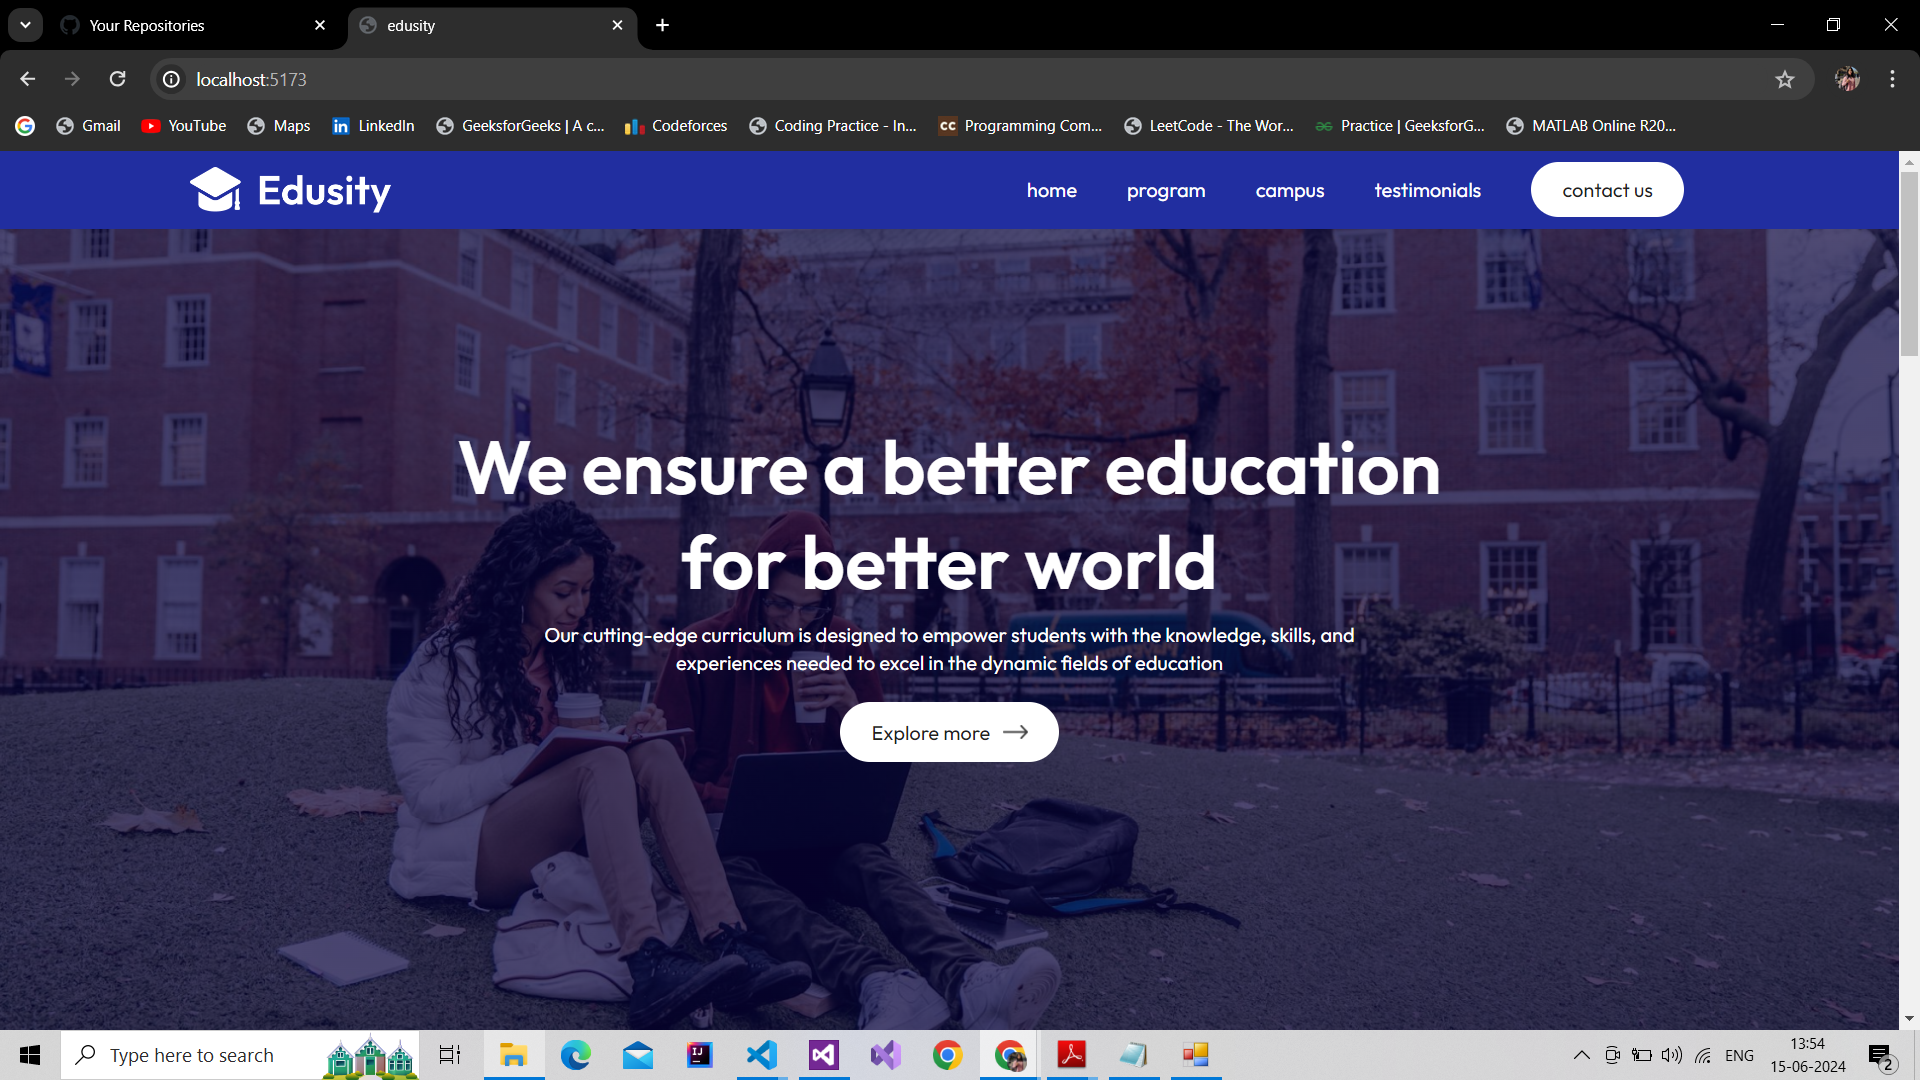 Your Repositories
edusity
localhost:5173
Gmail
YouTube
Maps
LinkedIn
GeeksforGeeks | A c...
Codeforces
Coding Practice - In...
CC Programming Com...
LeetCode - The Wor...
Practice | GeeksforG...
MATLAB Online R20...
Edusity
home
program
campus
testimonials
contact us
We ensure a better education
for better world
Our cutting-edge curriculum is designed to empower students with the knowledge, skills, and
experiences needed to excel in the dynamic fields of education
Explore more
Type here to search
ENG
13:54
15-06-2024
2